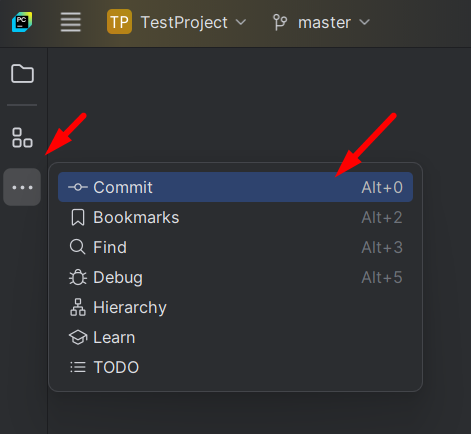 PC
TP TestProject master
Commit Alt+0
Bookmarks Alt+2
Find Alt+3
Debug Alt+5
Hierarchy
Learn
TODO